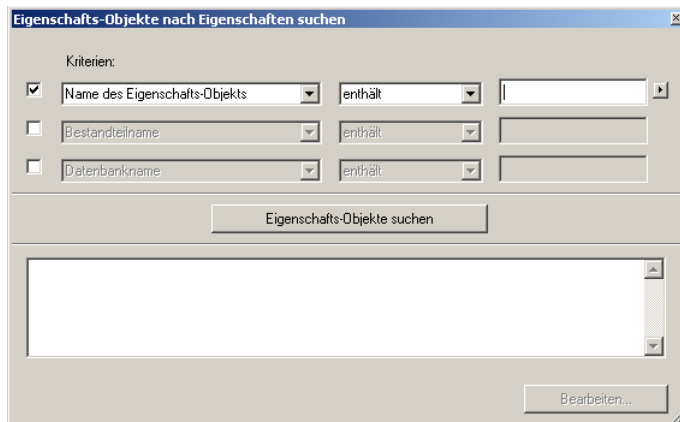 Eigenschafts-Objekte nach Eigenschaften suchen
Kriterien:
Name des Eigenschafts-Objekts enthält
Bestandteilname enthält
Datenbankname enthält
Eigenschafts-Objekte suchen
Bearbeiten...